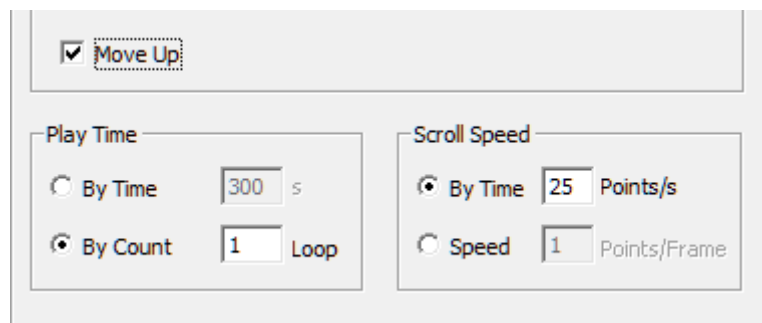 Move Up
Play Time
By Time 300 s
By Count 1 Loop
Scroll Speed
By Time 25 Points/s
Speed 1 Points/Frame